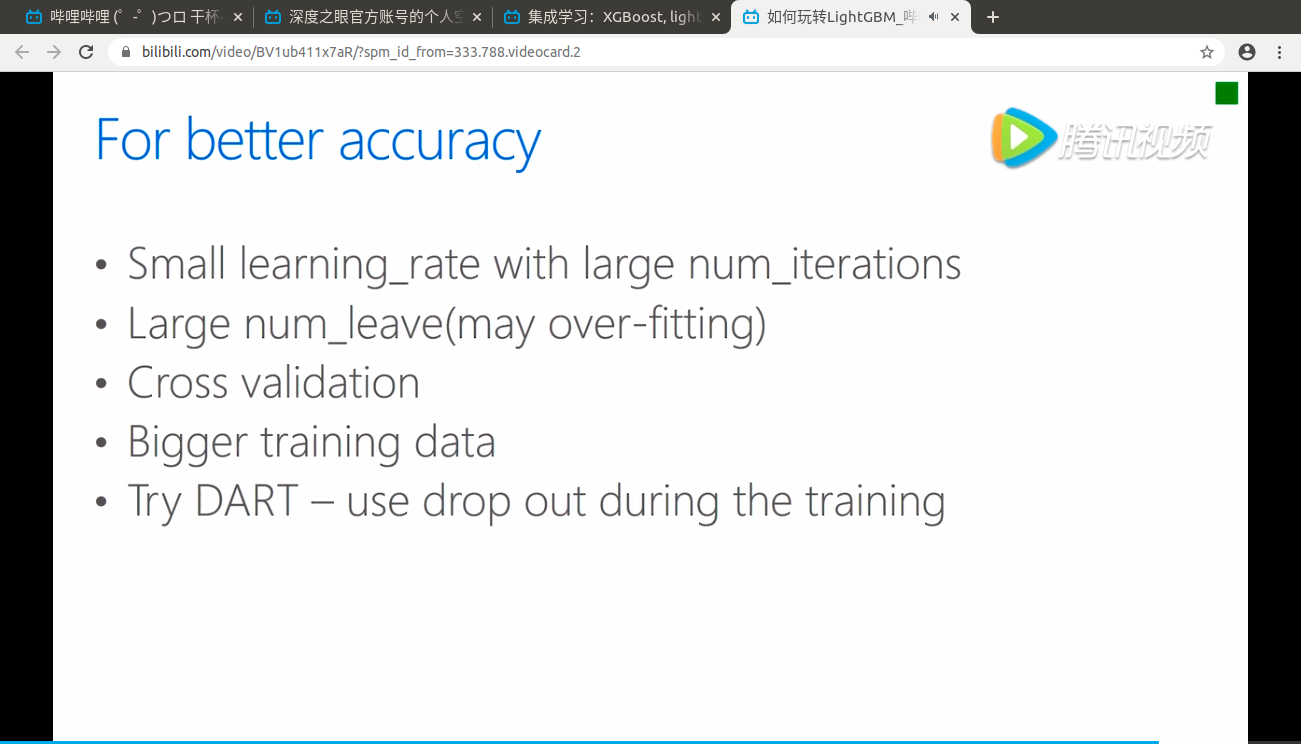 哔哩哔哩 (゜-゜)つロ 干杯
深度之眼官方账号的个人
集成学习：XGBoost, light
如何玩转LightGBM_
bilibili.com/video/BV1ub411x7aR/?spm_id_from=333.788.videocard.2
For better accuracy
腾讯视频
• Small learning_rate with large num_iterations
• Large num_leave(may over-fitting)
• Cross validation
• Bigger training data
• Try DART – use drop out during the training